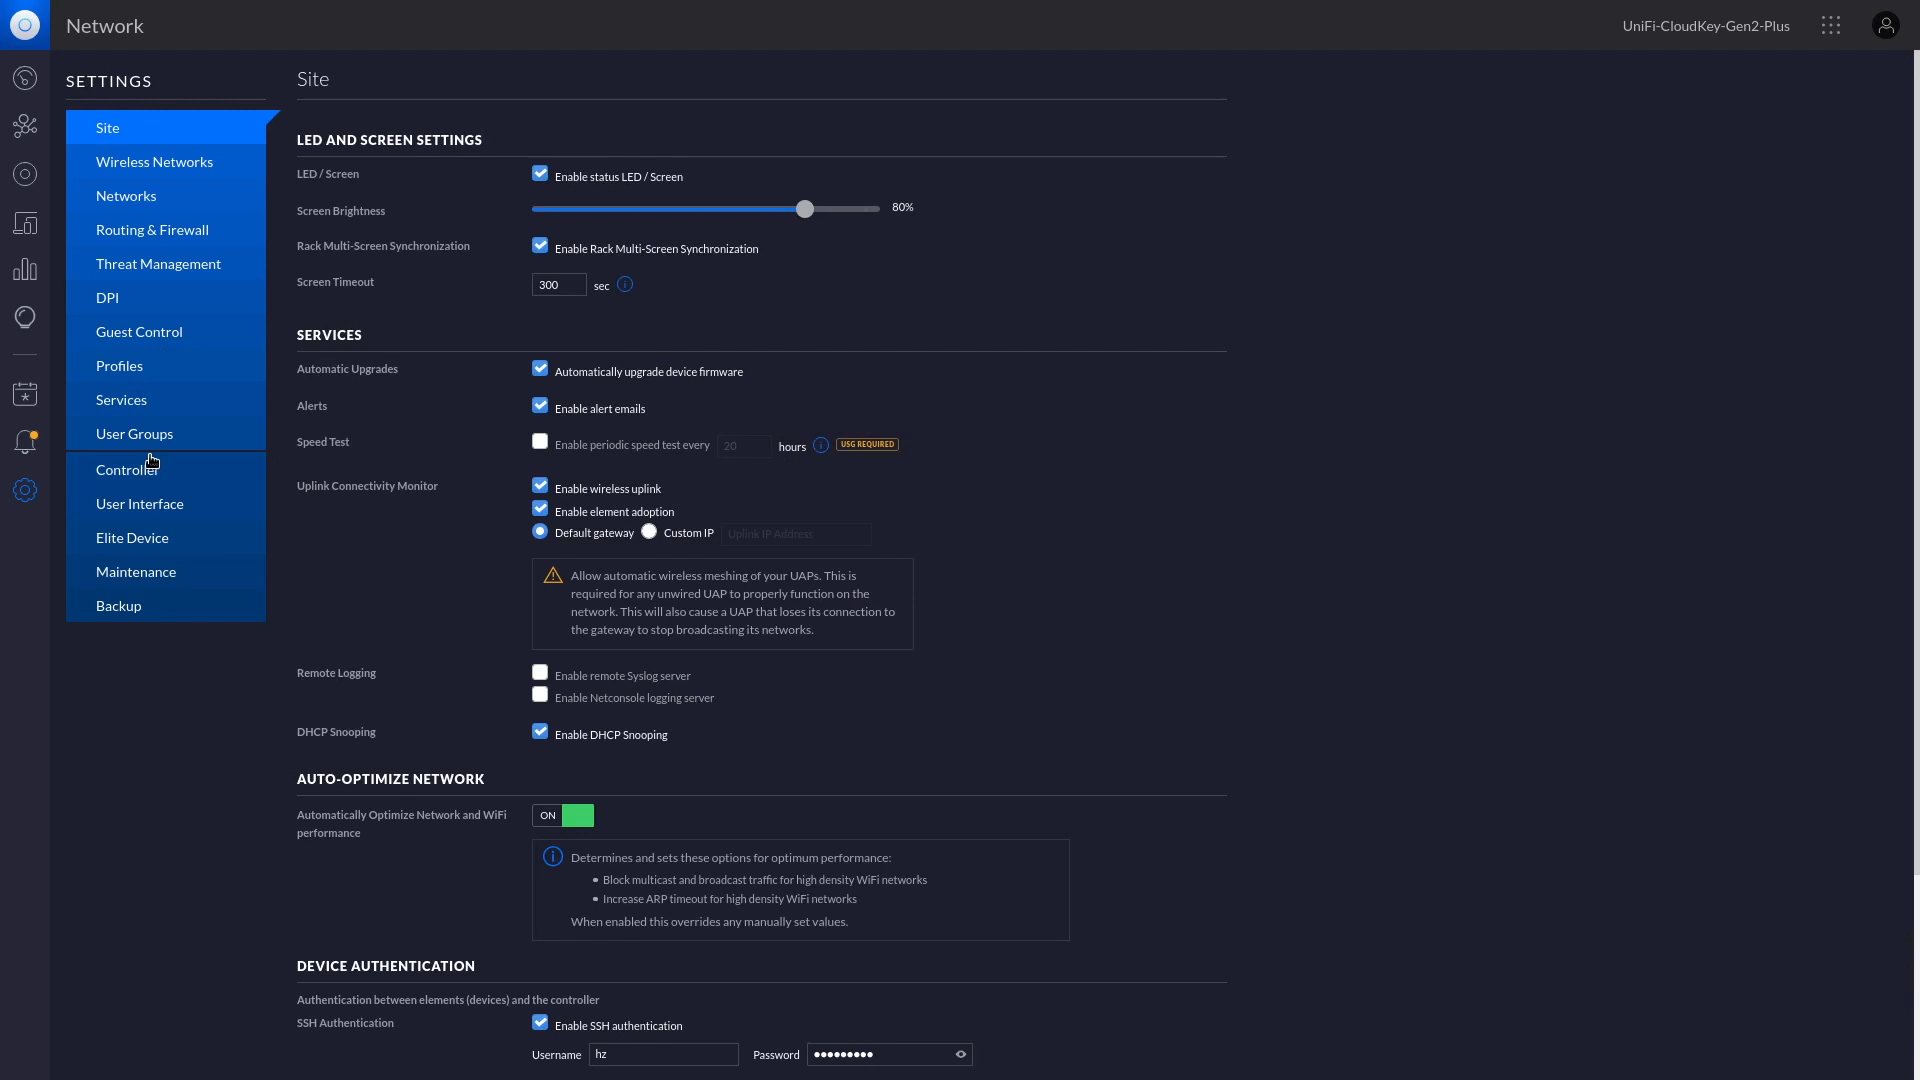 Network
UniFi-CloudKey-Gen2-Plus
SETTINGS
Site
Wireless Networks
Networks
Routing & Firewall
Threat Management
DPI
Guest Control
Profiles
Services
User Groups
Controller
User Interface
Elite Device
Maintenance
Backup
Site
LED AND SCREEN SETTINGS
LED / Screen
Enable status LED / Screen
Screen Brightness
80%
Rack Multi-Screen Synchronization
Enable Rack Multi-Screen Synchronization
Screen Timeout
300 sec
SERVICES
Automatic Upgrades
Automatically upgrade device firmware
Alerts
Enable alert emails
Speed Test
Enable periodic speed test every 20 hours USG REQUIRED
Uplink Connectivity Monitor
Enable wireless uplink
Enable element adoption
Default gateway Custom IP Uplink IP Address
Allow automatic wireless meshing of your UAPs. This is
required for any unwired UAP to properly function on the
network. This will also cause a UAP that loses its connection to
the gateway to stop broadcasting its networks.
Remote Logging
Enable remote Syslog server
Enable Netconsole logging server
DHCP Snooping
Enable DHCP Snooping
AUTO-OPTIMIZE NETWORK
Automatically Optimize Network and WiFi
performance
ON
Determines and sets these options for optimum performance:
• Block multicast and broadcast traffic for high density WiFi networks
• Increase ARP timeout for high density WiFi networks
When enabled this overrides any manually set values.
DEVICE AUTHENTICATION
Authentication between elements (devices) and the controller
SSH Authentication
Enable SSH authentication
Username hz Password •••••••••